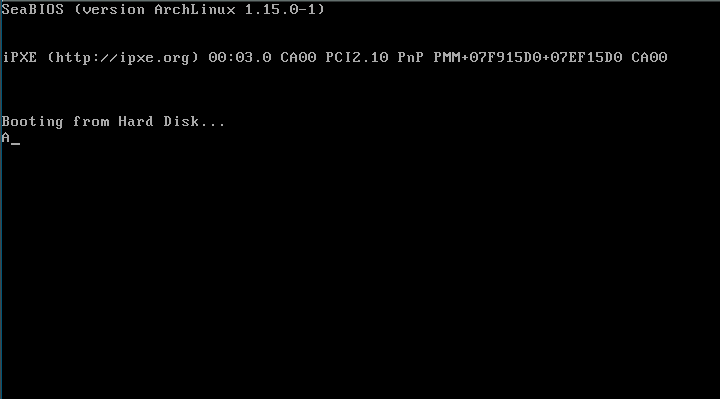 SeaBIOS (version ArchLinux 1.15.0-1)
iPXE (http://ipxe.org) 00:03.0 CA00 PCI2.10 PnP PMM+07F915D0+07EF15D0 CA00
Booting from Hard Disk...
A_